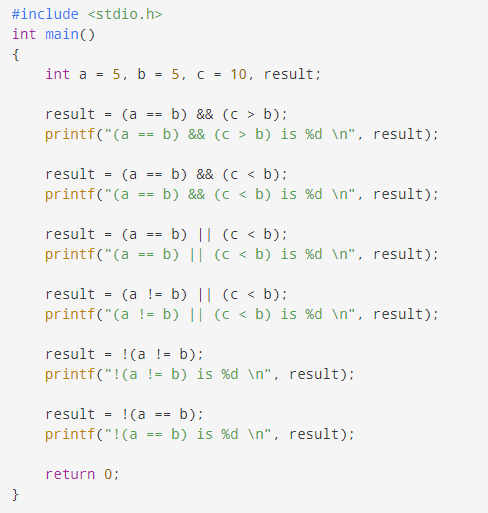 #include <stdio.h>
int main()
{
    int a = 5, b = 5, c = 10, result;

    result = (a == b) && (c > b);
    printf("(a == b) && (c > b) is %d \n", result);

    result = (a == b) && (c < b);
    printf("(a == b) && (c < b) is %d \n", result);

    result = (a == b) || (c < b);
    printf("(a == b) || (c < b) is %d \n", result);

    result = (a != b) || (c < b);
    printf("(a != b) || (c < b) is %d \n", result);

    result = !(a != b);
    printf("!(a != b) is %d \n", result);

    result = !(a == b);
    printf("!(a == b) is %d \n", result);

    return 0;
}